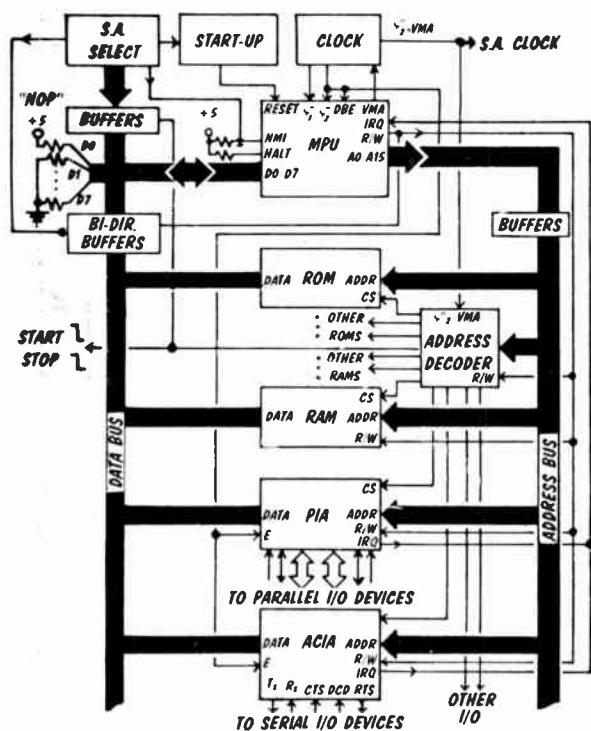 S.A. SELECT
START-UP
CLOCK
φ2·VMA
S.A. CLOCK
"NOP"
+5
D0
D1
D7
BUFFERS
+5
RESET φ1 φ2 DBE VMA
IRQ
NMI
R/W
HALT
MPU
A0 A15
D0 D7
BI-DIR. BUFFERS
BUFFERS
DATA ROM ADDR
CS
φ2 VMA
START
STOP
OTHER ROMS
OTHER RAMS
ADDRESS DECODER
R/W
CS
DATA RAM ADDR
R/W
DATA BUS
ADDRESS BUS
CS
DATA PIA ADDR
E
R/W
IRQ
TO PARALLEL I/O DEVICES
DATA ACIA ADDR
E
R/W
IRQ
CTS DCD RTS
OTHER I/O
TO SERIAL I/O DEVICES